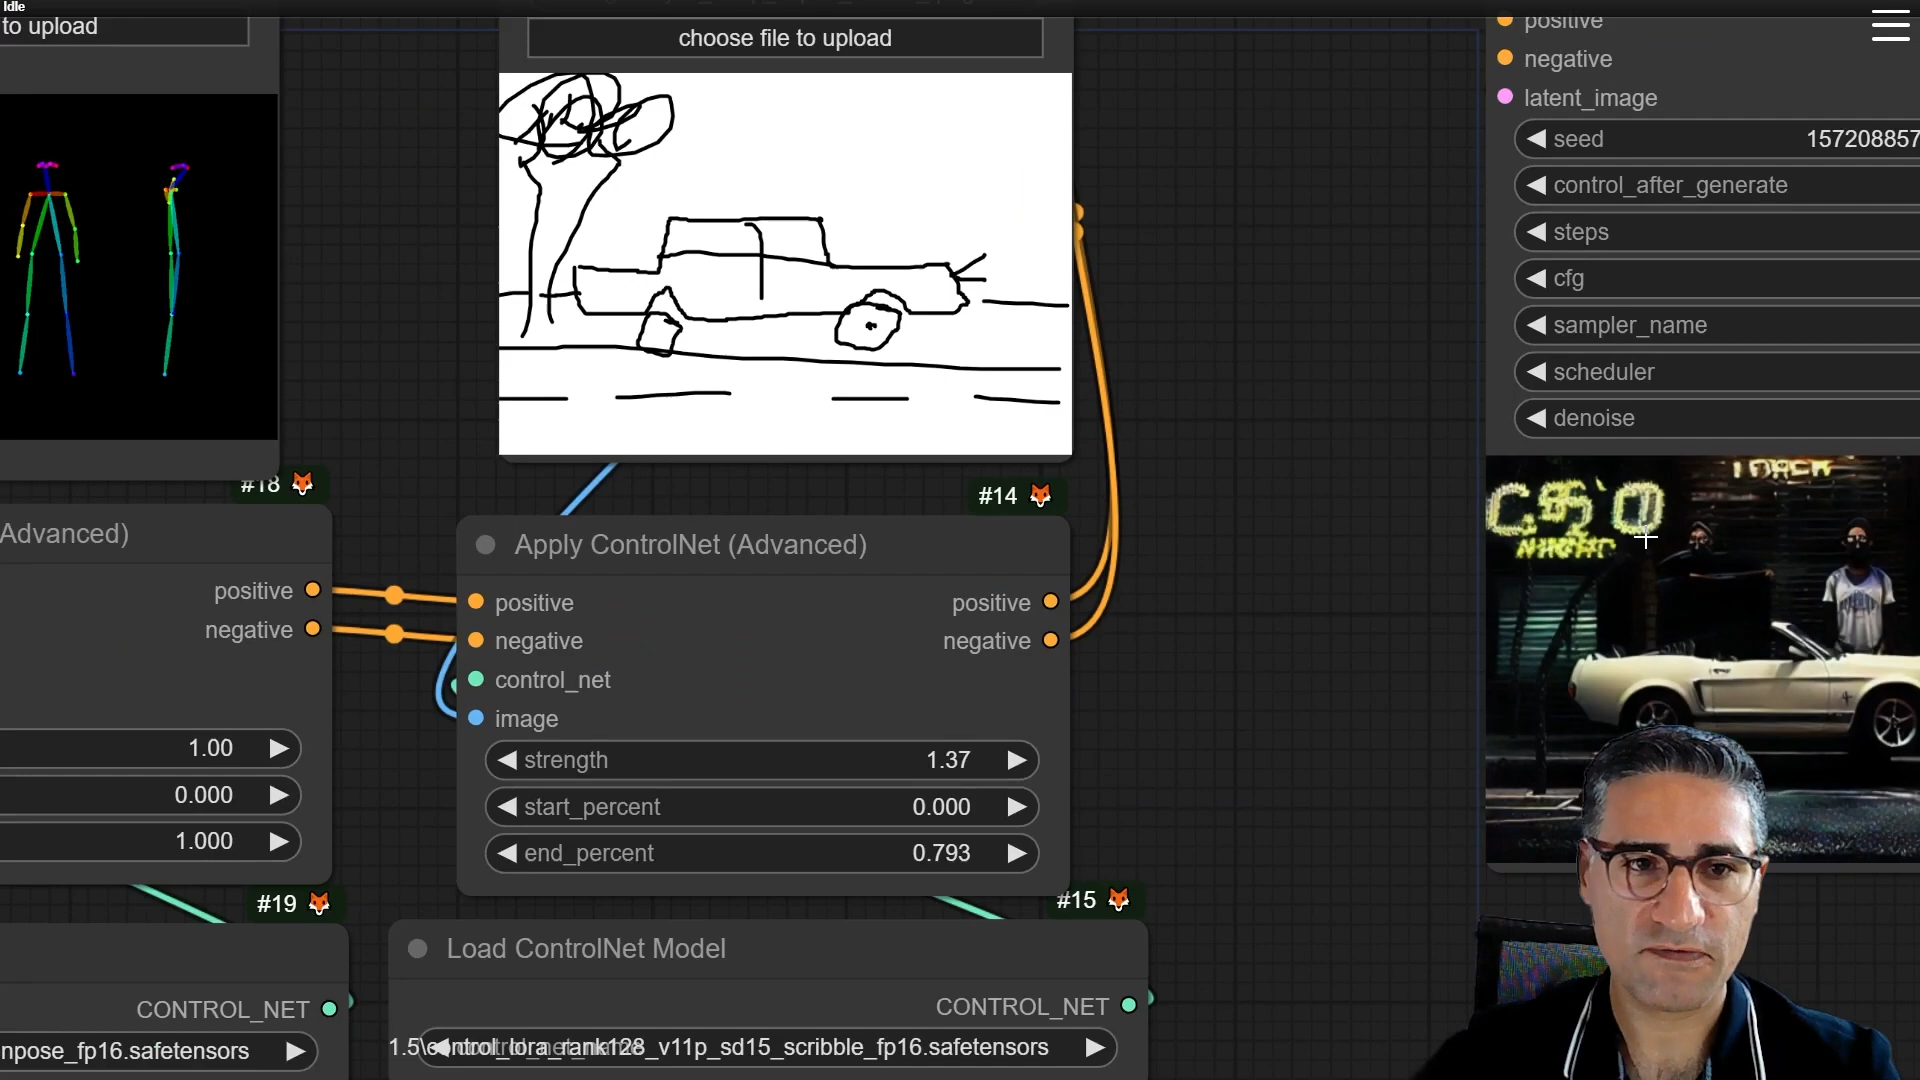 Idle
to upload
choose file to upload
positive
negative
latent_image
seed 157208857
control_after_generate
steps
cfg
sampler_name
scheduler
denoise
#18
#14
Advanced)
positive
negative
1.00
0.000
1.000
Apply ControlNet (Advanced)
positive positive
negative negative
control_net
image
strength 1.37
start_percent 0.000
end_percent 0.793
#19
#15
CONTROL_NET
npose_fp16.safetensors
Load ControlNet Model
CONTROL_NET
1.5\control_lora_rank128_v11p_sd15_scribble_fp16.safetensors